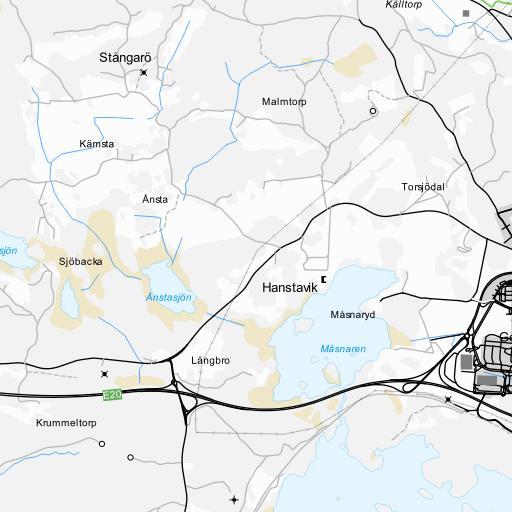 Källtorp
Stångarö
Malmtorp
Kämsta
Torsjödal
Ånsta
sjön
Sjöbacka
Hanstavik
Ånstasjön
Måsnaryd
Måsnaren
Långbro
E20
Krummeltorp